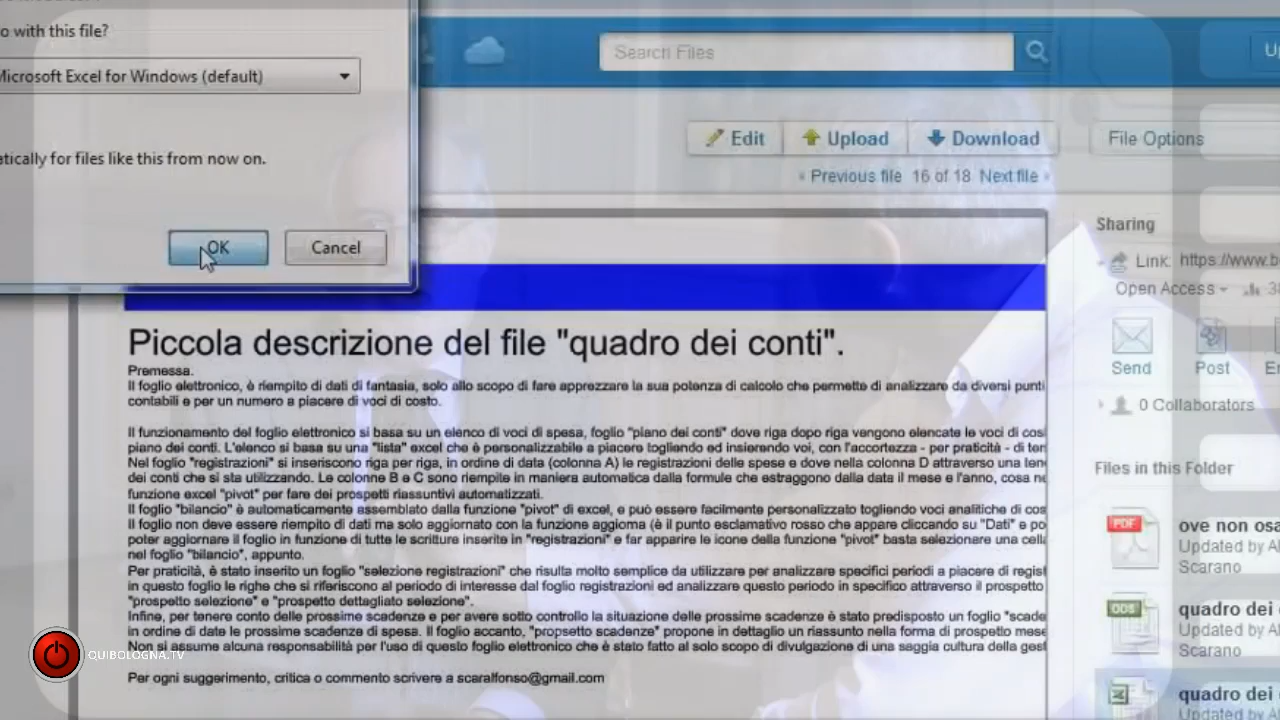 o with this file?
Microsoft Excel for Windows (default)
atically for files like this from now on.
OK
Cancel
Search Files
Up
Edit
Upload
Download
File Options
« Previous file 16 of 18 Next file »
Piccola descrizione del file "quadro dei conti".
Premessa.
Il foglio elettronico, è riempito di dati di fantasia, solo allo scopo di fare apprezzare la sua potenza di calcolo che permette di analizzare da diversi punti
contabili e per un numero a piacere di voci di costo.
Il funzionamento del foglio elettronico si basa su un elenco di voci di spesa, foglio "piano dei conti" dove riga dopo riga vengono elencate le voci di cos
piano dei conti. L'elenco si basa su una "lista" excel che è personalizzabile a piacere togliendo ed insierendo voi, con l'accortezza - per praticità - di ten
Nel foglio "registrazioni" si inseriscono riga per riga, in ordine di data (colonna A) le registrazioni delle spese e dove nella colonna D attraverso una len
dei conti che si sta utilizzando. Le colonne B e C sono riempite in maniera automatica dalla formule che estraggono dalla data il mese e l'anno, cosa ne
funzione excel "pivot" per fare dei prospetti riassuntivi automatizzati.
Il foglio "bilancio" è automaticamente assemblato dalla funzione "pivot" di excel, e può essere facilmente personalizzato togliendo voci analitiche di cos
Il foglio non deve essere riempito di dati ma solo aggiornato con la funzione aggiorna (è il punto esclamativo rosso che appare cliccando su "Dati" e po
poter aggiornare il foglio in funzione di tutte le scritture inserite in "registrazioni" e far apparire le icone della funzione "pivot" basta selezionare una cella
nel foglio "bilancio", appunto.
Per praticità, è stato inserito un foglio "selezione registrazioni" che risulta molto semplice da utilizzare per analizzare specifici periodi a piacere di regist
in questo foglio le righe che si riferiscono al periodo di interesse dal foglio registrazioni ed analizzare questo periodo in specifico attraverso il prospetto
"prospetto selezione" e "prospetto dettagliato selezione".
Infine, per tenere conto delle prossime scadenze e per avere sotto controllo la situazione delle prossime scadenze è stato predisposto un foglio "scade
in ordine di date le prossime scadenze di spesa. Il foglio accanto, "propsetto scadenze" propone in dettaglio un riassunto nella forma di prospetto mese
Non si assume alcuna responsabilità per l'uso di questo foglio elettronico che è stato fatto al solo scopo di divulgazione di una saggia cultura della gest
Per ogni suggerimento, critica o commento scrivere a scaralfonso@gmail.com
Sharing
Link: https://www.b
Open Access
38
Send
Post
0 Collaborators
Files in this Folder
PDF
ove non osa
Updated by Al
Scarano
ODS
quadro dei
Updated by Al
Scarano
quadro dei
Updated by Al
QUIBOLOGNA.TV